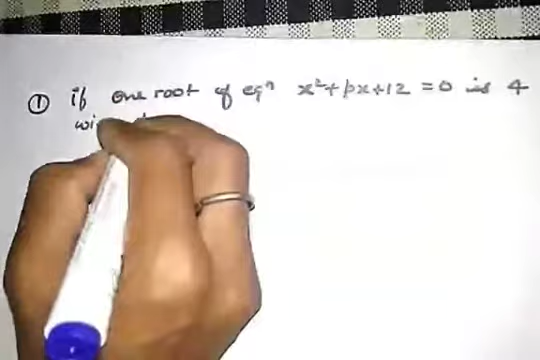 ① if one root of eqn x²+px+12 = 0 is 4